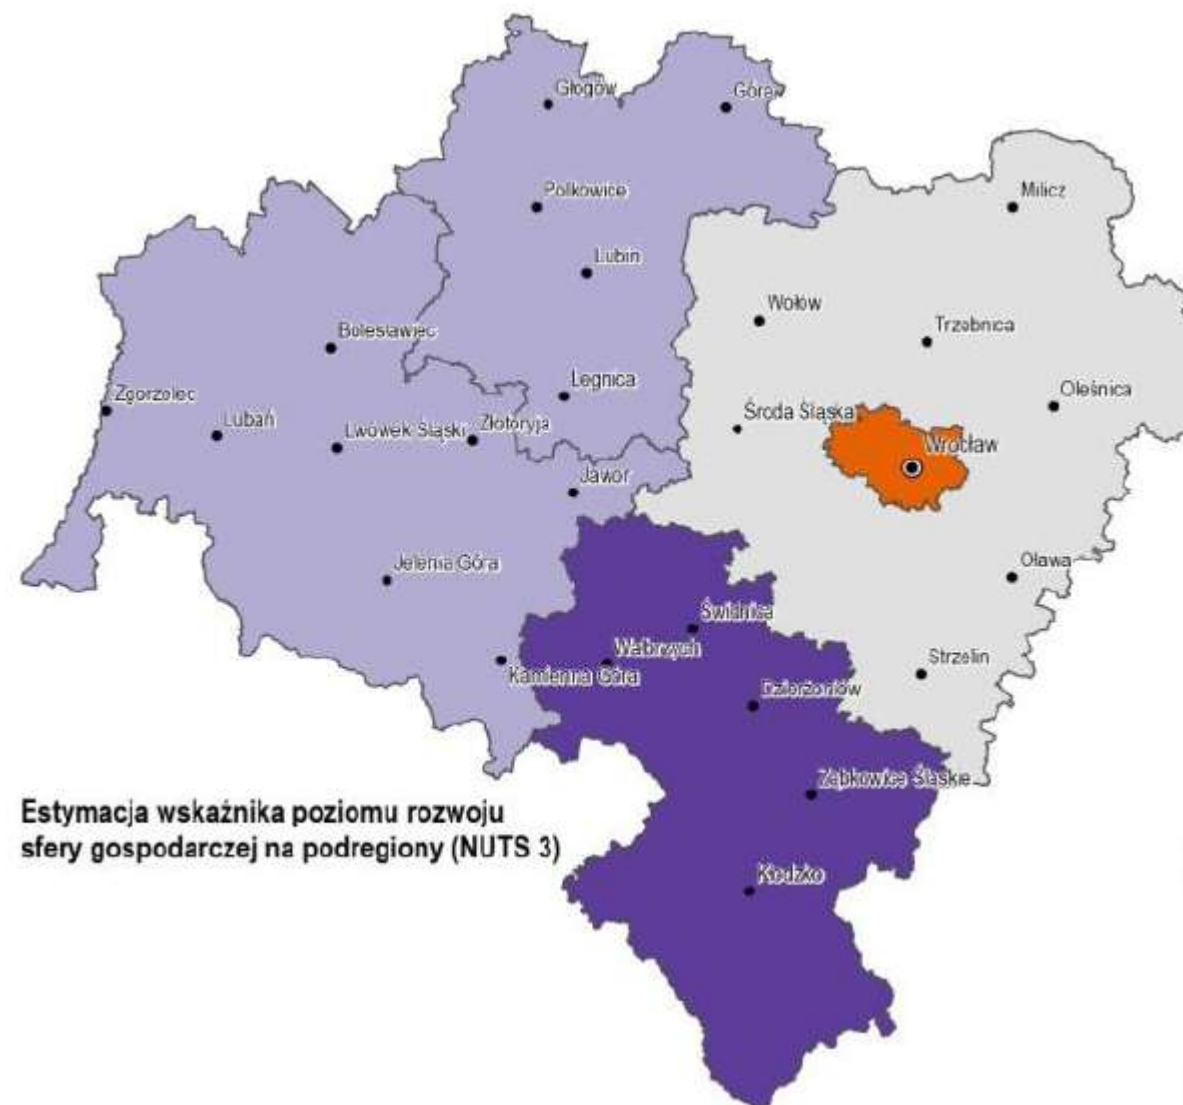 Głogów
Góra
Milicz
Polkowice
Lubin
Wołów
Trzebnica
Bolesławiec
Legnica
Oleśnica
Zgorzelec
Lubań
Lwówek Śląski
Złotoryja
Środa Śląska
Wrocław
Jawor
Jelenia Góra
Oława
Świdnica
Wałbrzych
Kamienna Góra
Strzelin
Dzierżoniów
Ząbkowice Śląskie
Estymacja wskaźnika poziomu rozwoju
sfery gospodarczej na podregiony (NUTS 3)
Kłodzko